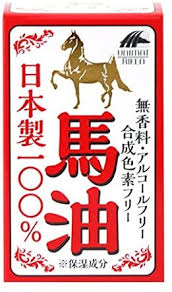 UNIMAT
RIKEN
無香料・アルコールフリー
合成色素フリー
馬油
※保湿成分
日本製一〇〇%